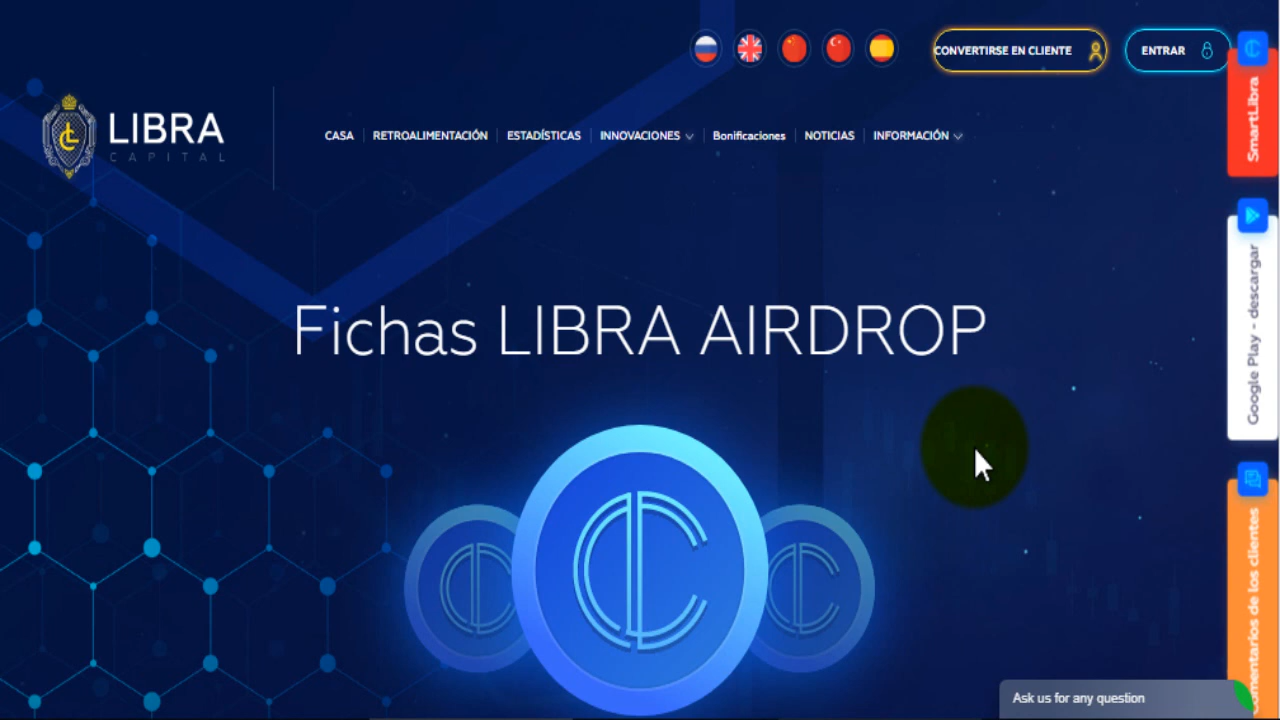 CONVERTIRSE EN CLIENTE
ENTRAR
LIBRA
CAPITAL
CASA
RETROALIMENTACIÓN
ESTADÍSTICAS
INNOVACIONES
Bonificaciones
NOTICIAS
INFORMACIÓN
SmartLibra
Google Play - descargar
Fichas LIBRA AIRDROP
Comentarios de los clientes
Ask us for any question